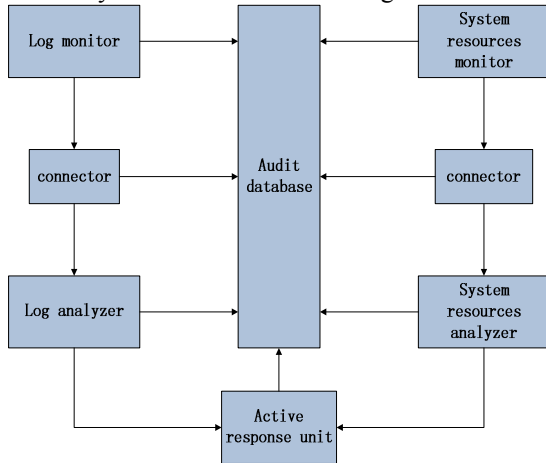 Log monitor
System
resources
monitor
connector
Audit
database
connector
Log analyzer
System
resources
analyzer
Active
response unit